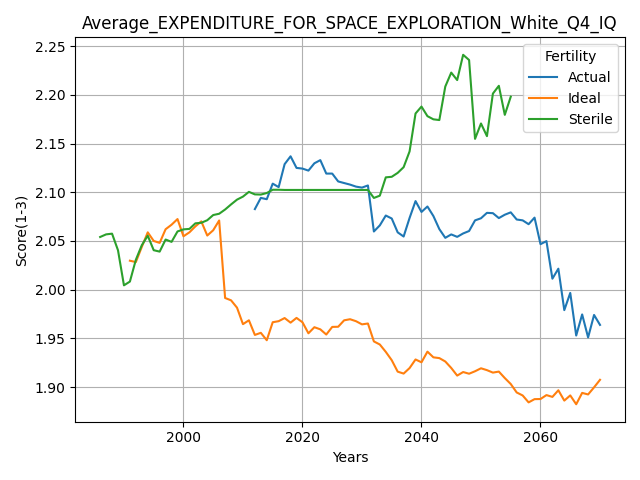 Average_EXPENDITURE_FOR_SPACE_EXPLORATION_White_Q4_IQ
Score(1-3)
2.25
2.20
2.15
2.10
2.05
2.00
1.95
1.90
Fertility
Actual
Ideal
Sterile
2000
2020
2040
2060
Years